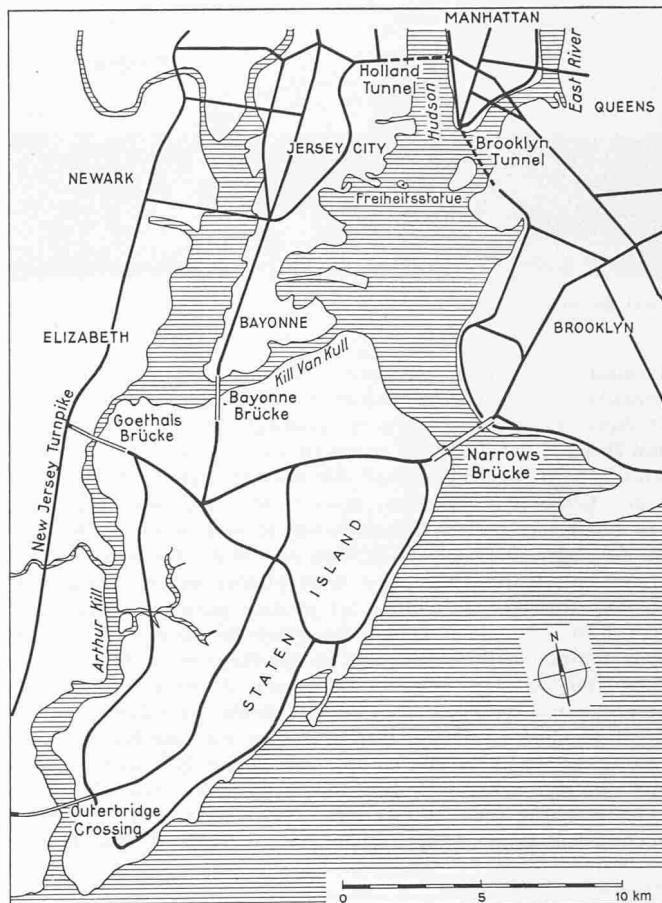 MANHATTAN
East River
Holland
Tunnel
Hudson
QUEENS
JERSEY CITY
Brooklyn
Tunnel
NEWARK
Freiheitsstatue
ELIZABETH
BAYONNE
BROOKLYN
Kill Van Kull
Bayonne
Brücke
Goethals
Brücke
New Jersey Turnpike
Narrows
Brücke
STATEN ISLAND
Arthur Kill
N
Outerbridge
Crossing
0 5 10 km